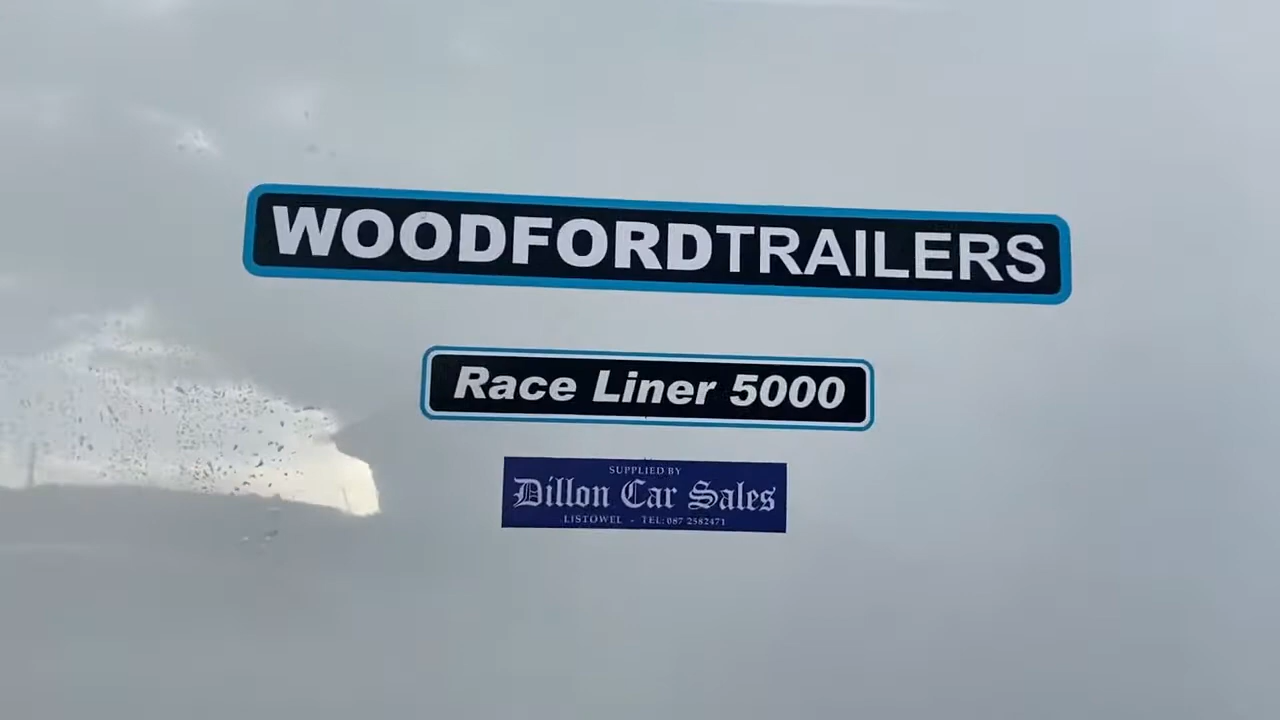 WOODFORDTRAILERS
Race Liner 5000
SUPPLIED BY
Dillon Car Sales
LISTOWEL - TEL: 087 2582471